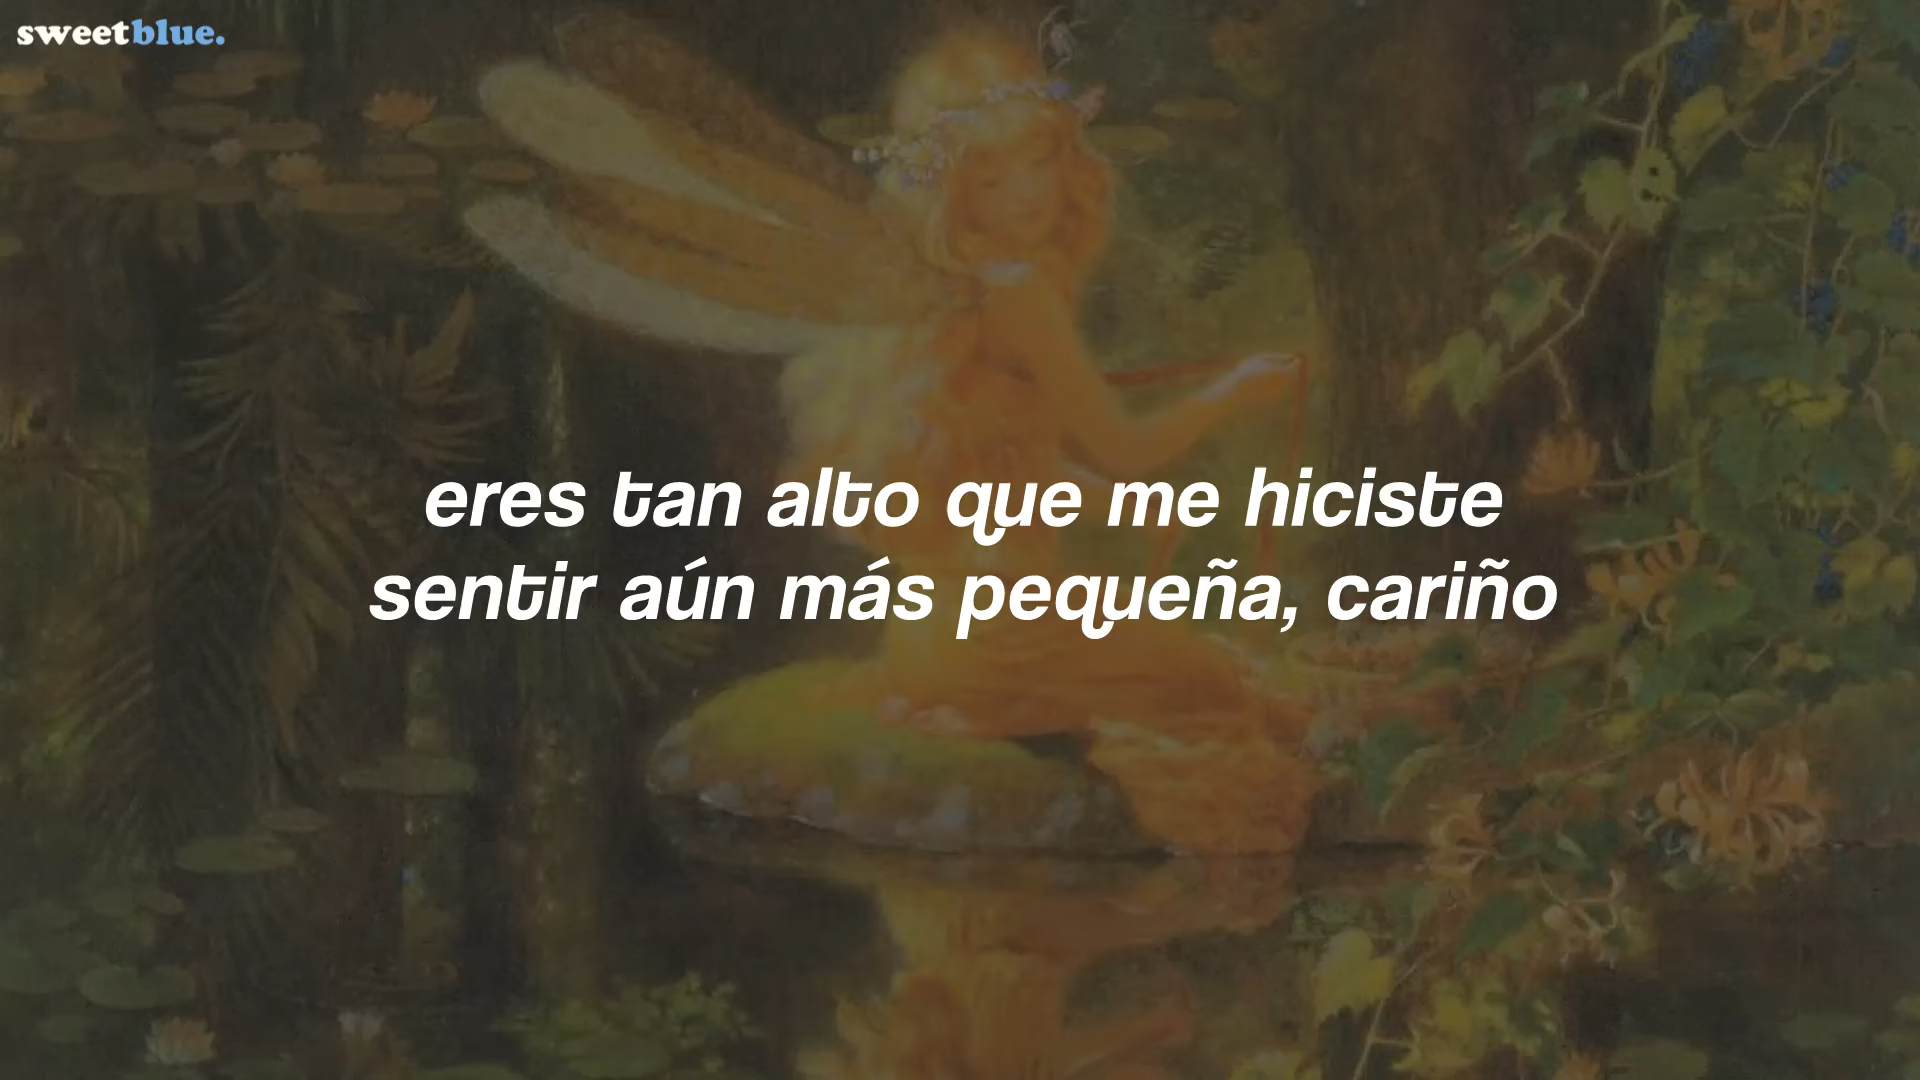 sweetblue.
eres tan alto que me hiciste
sentir aún más pequeña, cariño